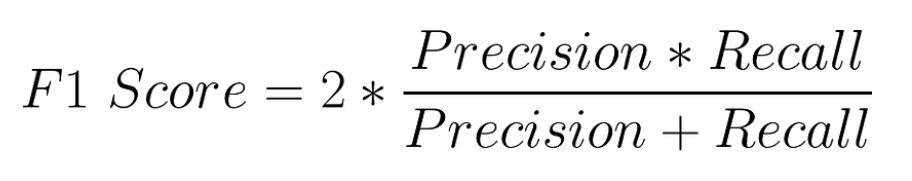 F1 Score = 2 * Precision * Recall / Precision + Recall